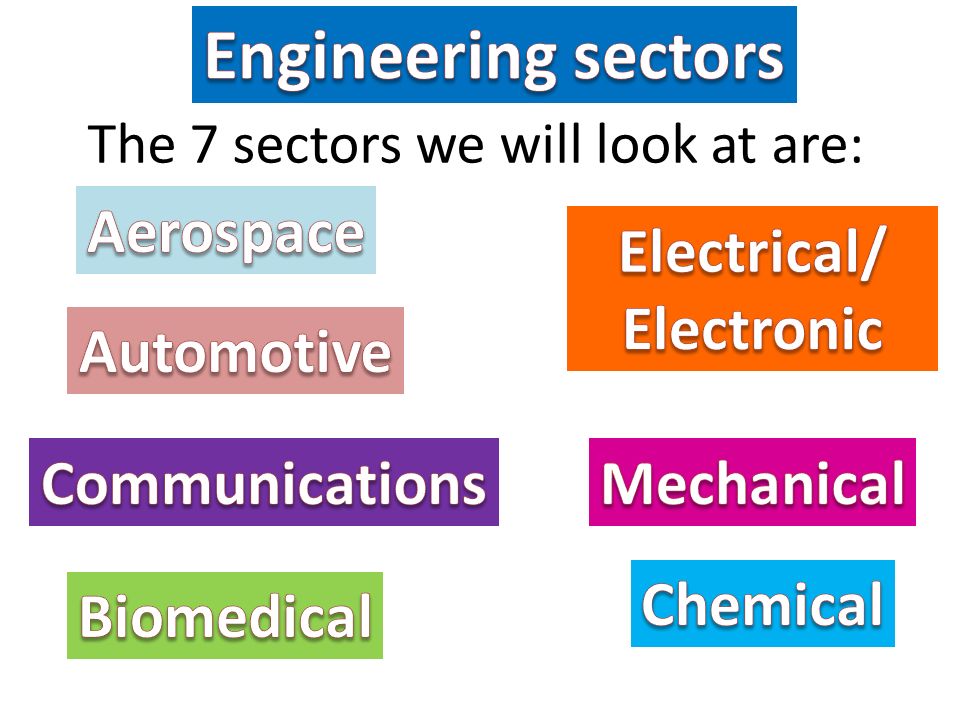 Engineering sectors
The 7 sectors we will look at are:
Aerospace
Automotive
Communications
Biomedical
Electrical/
Electronic
Mechanical
Chemical